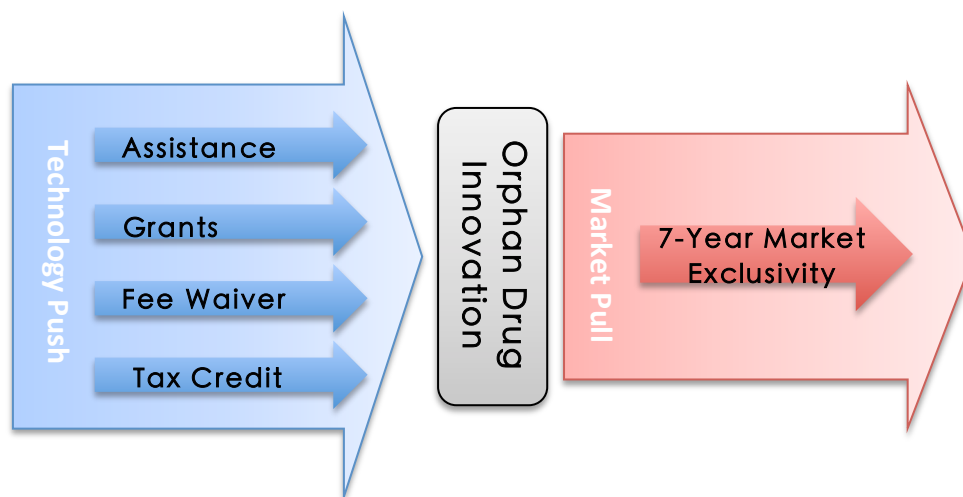 Technology Push
Assistance
Grants
Fee Waiver
Tax Credit
Orphan Drug
Innovation
Market Pull
7-Year Market
Exclusivity